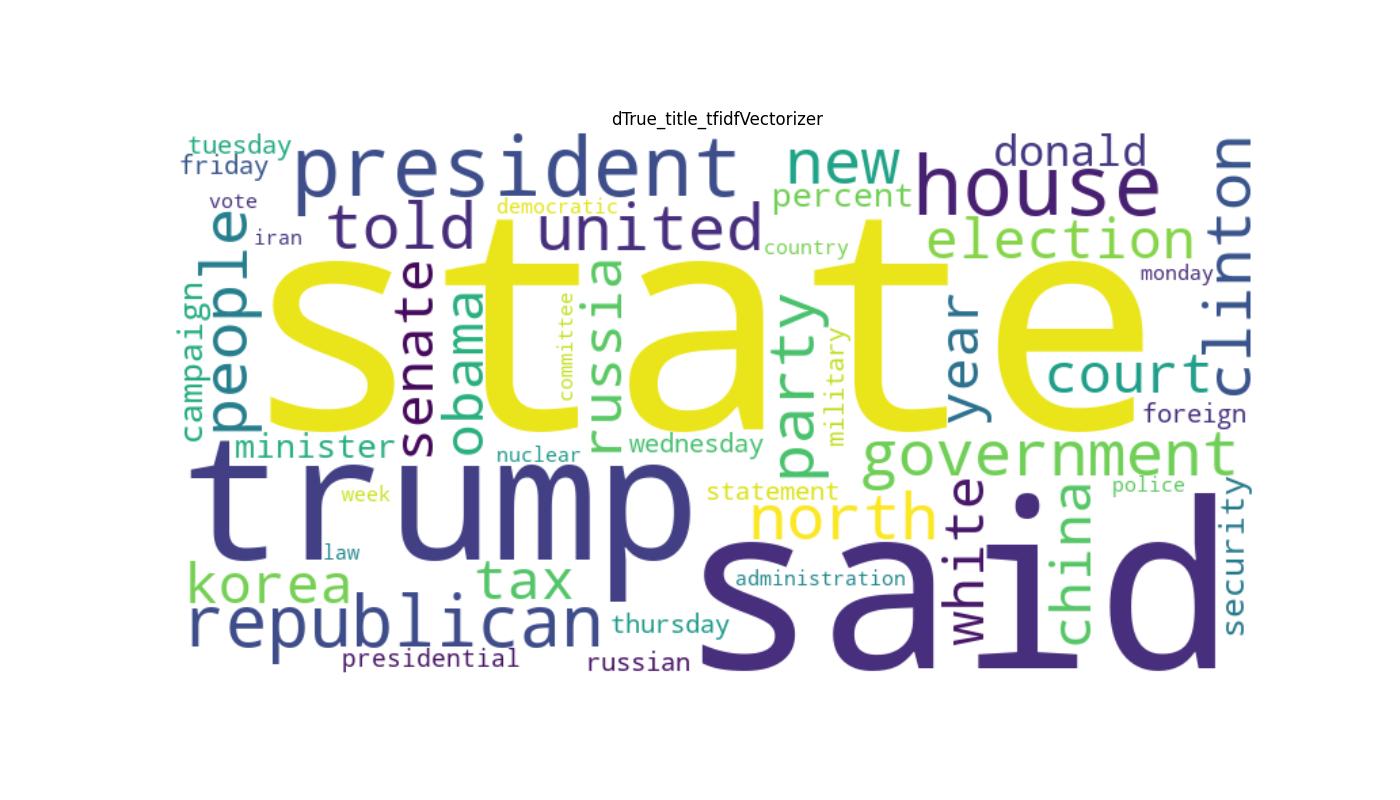 dTrue_title_tfidfVectorizer
tuesday
friday
president
new
donald
percent
house
clinton
vote
democratic
told
united
people
iran
country
election
monday
state
campaign
senate
obama
committee
russia
party
military
year
court
foreign
minister
nuclear
wednesday
government
trump
week
statement
north
white
china
police
security
law
korea
tax
administration
said
republican
thursday
presidential
russian